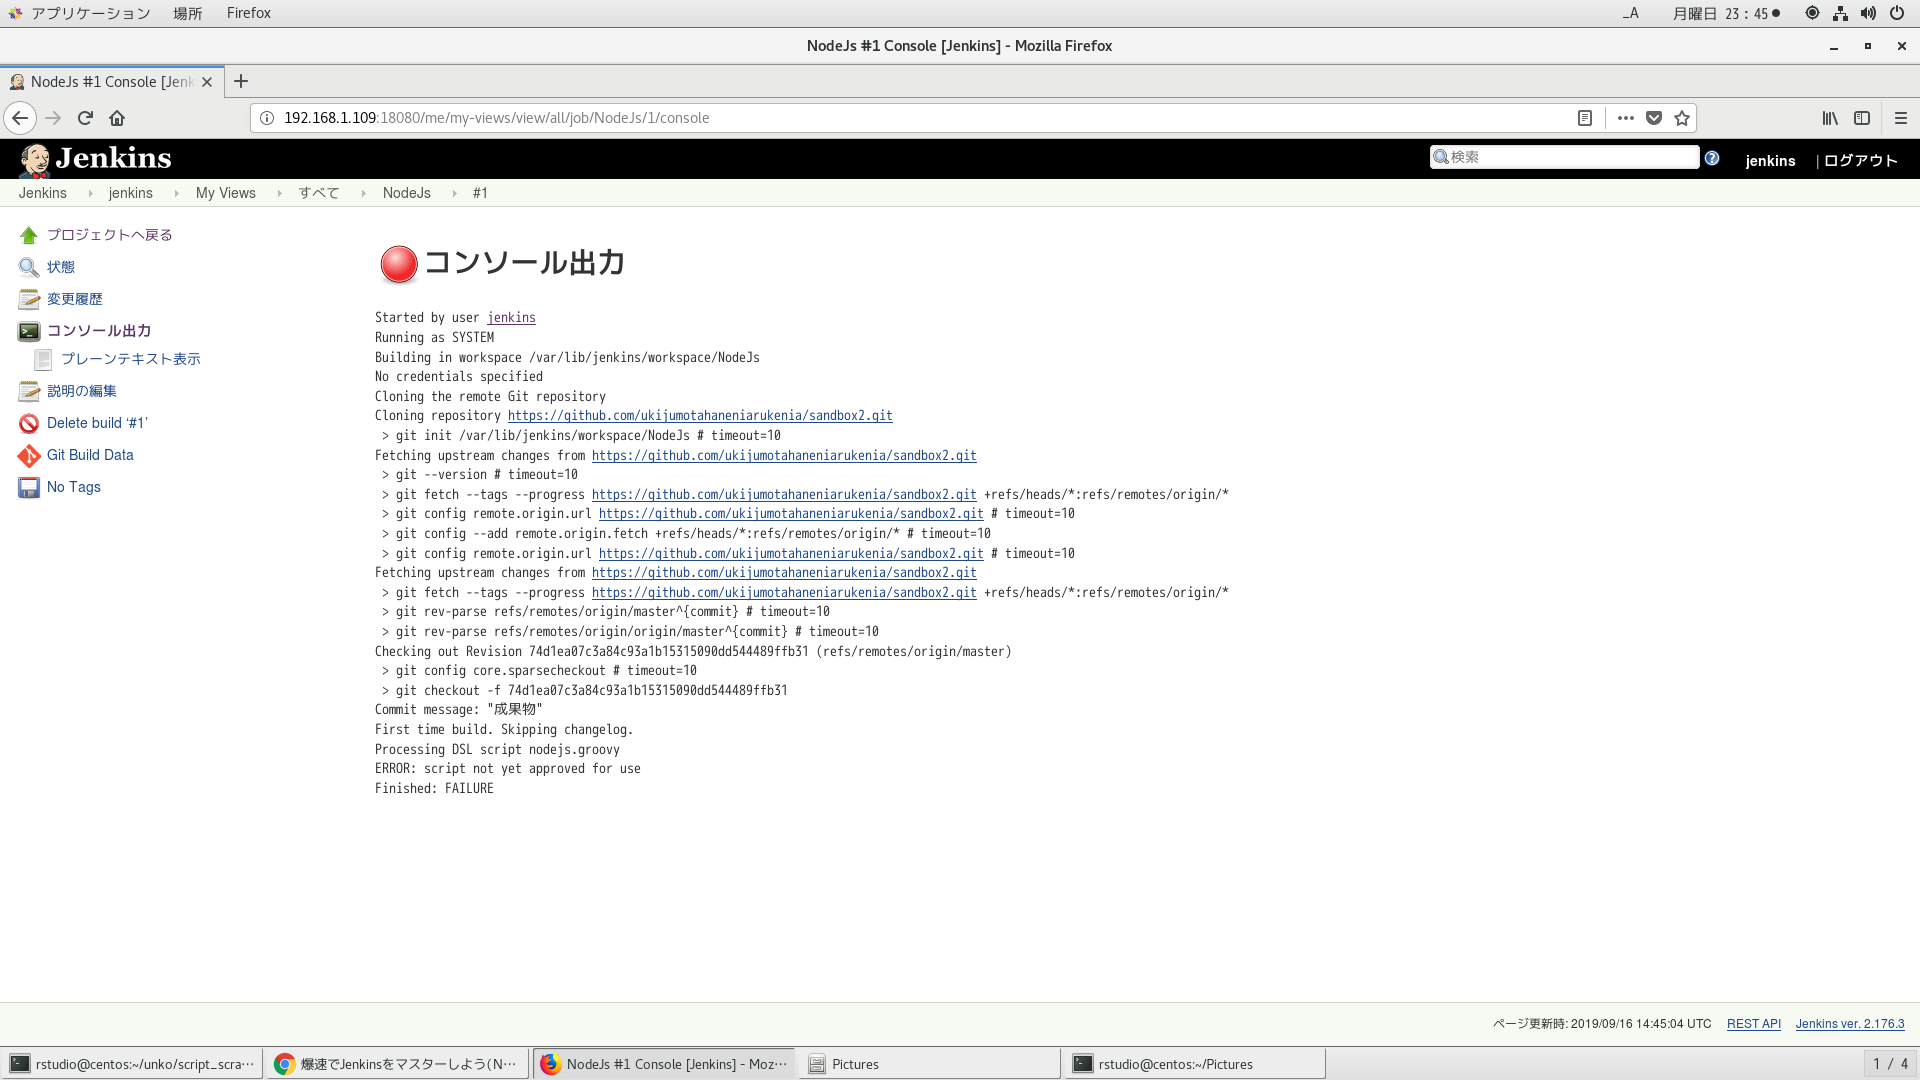 アプリケーション 場所 Firefox _A 月曜日 23:45●
NodeJs #1 Console [Jenkins] - Mozilla Firefox
NodeJs #1 Console [Jenk
192.168.1.109:18080/me/my-views/view/all/job/NodeJs/1/console
Jenkins 検索 jenkins | ログアウト
Jenkins jenkins My Views すべて NodeJs #1
プロジェクトへ戻る
状態
変更履歴
コンソール出力
プレーンテキスト表示
説明の編集
Delete build ‘#1’
Git Build Data
No Tags
コンソール出力
Started by user jenkins
Running as SYSTEM
Building in workspace /var/lib/jenkins/workspace/NodeJs
No credentials specified
Cloning the remote Git repository
Cloning repository https://github.com/ukijumotahaneniarukenia/sandbox2.git
> git init /var/lib/jenkins/workspace/NodeJs # timeout=10
Fetching upstream changes from https://github.com/ukijumotahaneniarukenia/sandbox2.git
> git --version # timeout=10
> git fetch --tags --progress https://github.com/ukijumotahaneniarukenia/sandbox2.git +refs/heads/*:refs/remotes/origin/*
> git config remote.origin.url https://github.com/ukijumotahaneniarukenia/sandbox2.git # timeout=10
> git config --add remote.origin.fetch +refs/heads/*:refs/remotes/origin/* # timeout=10
> git config remote.origin.url https://github.com/ukijumotahaneniarukenia/sandbox2.git # timeout=10
Fetching upstream changes from https://github.com/ukijumotahaneniarukenia/sandbox2.git
> git fetch --tags --progress https://github.com/ukijumotahaneniarukenia/sandbox2.git +refs/heads/*:refs/remotes/origin/*
> git rev-parse refs/remotes/origin/master^{commit} # timeout=10
> git rev-parse refs/remotes/origin/origin/master^{commit} # timeout=10
Checking out Revision 74d1ea07c3a84c93a1b15315090dd544489ffb31 (refs/remotes/origin/master)
> git config core.sparsecheckout # timeout=10
> git checkout -f 74d1ea07c3a84c93a1b15315090dd544489ffb31
Commit message: "成果物"
First time build. Skipping changelog.
Processing DSL script nodejs.groovy
ERROR: script not yet approved for use
Finished: FAILURE
ページ更新時: 2019/09/16 14:45:04 UTC REST API Jenkins ver. 2.176.3
rstudio@centos:~/unko/script_scra… 爆速でJenkinsをマスターしよう(N… NodeJs #1 Console [Jenkins] - Moz… Pictures rstudio@centos:~/Pictures 1 / 4